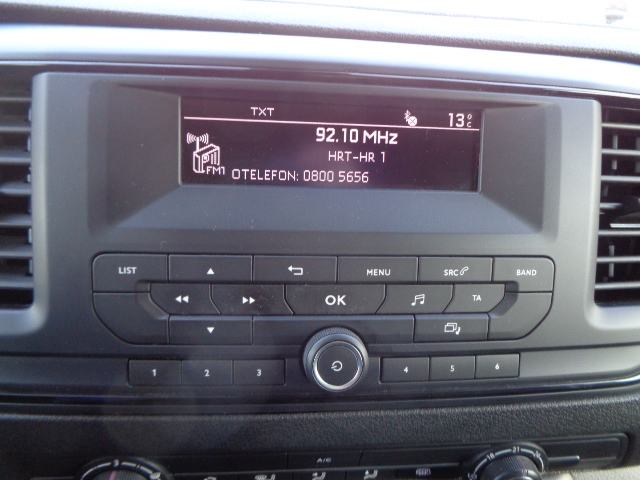 TXT 13°C
92.10 MHz
HRT-HR 1
FM1 OTELEFON: 0800 5656
LIST MENU SRC BAND
OK TA
1 2 3 4 5 6
A/C